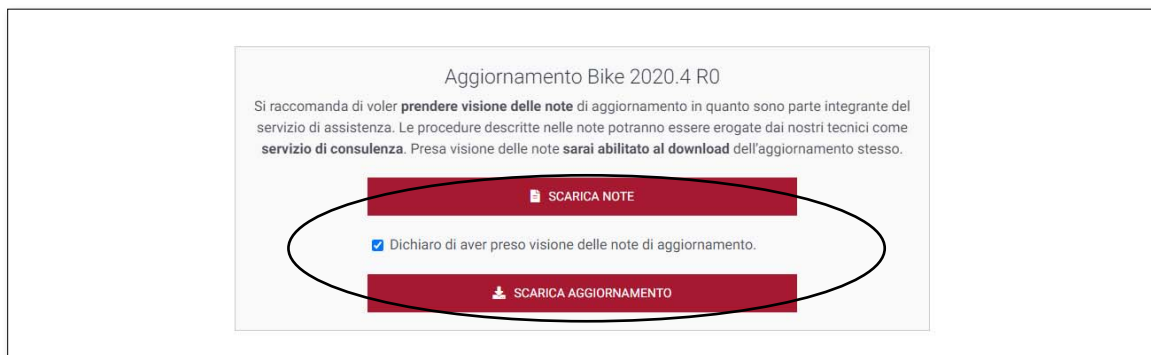 Aggiornamento Bike 2020.4 R0
Si raccomanda di voler prendere visione delle note di aggiornamento in quanto sono parte integrante del
servizio di assistenza. Le procedure descritte nelle note potranno essere erogate dai nostri tecnici come
servizio di consulenza. Presa visione delle note sarai abilitato al download dell'aggiornamento stesso.
SCARICA NOTE
Dichiaro di aver preso visione delle note di aggiornamento.
SCARICA AGGIORNAMENTO